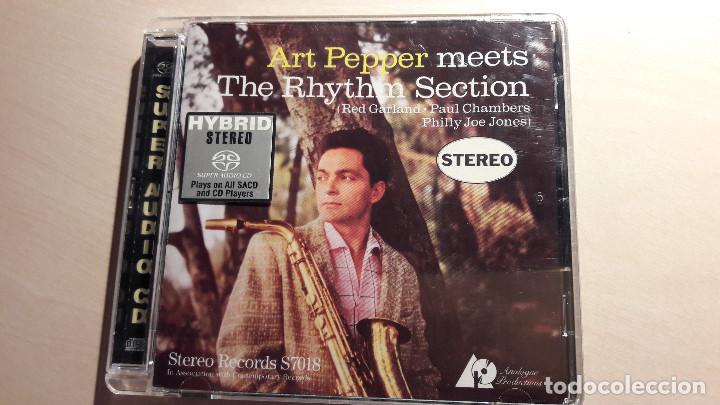 Art Pepper meets
The Rhythm Section
(Red Garland • Paul Chambers
Philly Joe Jones)
HYBRID
STEREO
SUPER AUDIO CD
Plays on All SACD
and CD Players
STEREO
SUPER AUDIO CD
Stereo Records S7018
In Association with Contemporary Records
Analogue
Productions
todocoleccion